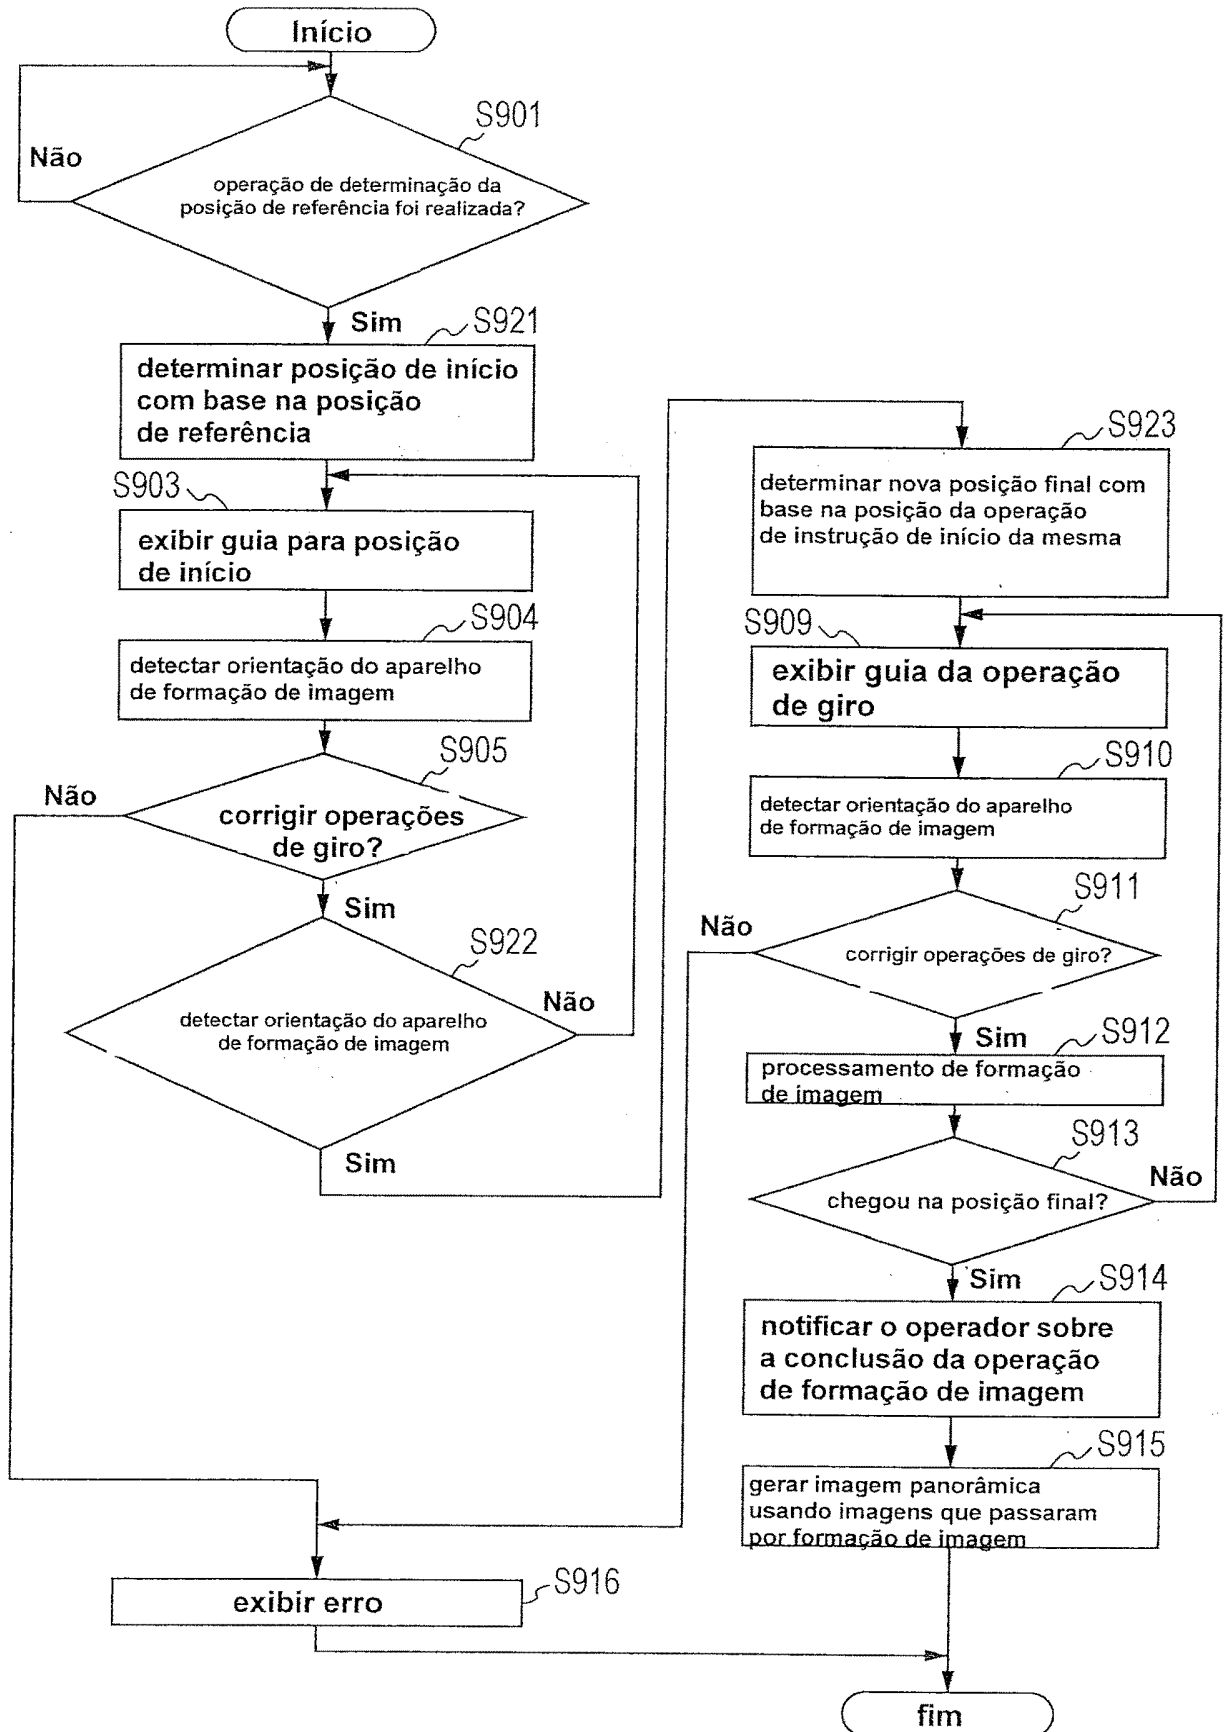 Início
S901
Não
operação de determinação da
posição de referência foi realizada?
Sim
S921
determinar posição de início
com base na posição
de referência
S903
exibir guia para posição
de início
S904
detectar orientação do aparelho
de formação de imagem
S905
Não
corrigir operações
de giro?
Sim
S922
Não
detectar orientação do aparelho
de formação de imagem
Sim
S923
determinar nova posição final com
base na posição da operação
de instrução de início da mesma
S909
exibir guia da operação
de giro
S910
detectar orientação do aparelho
de formação de imagem
S911
Não
corrigir operações de giro?
Sim
S912
processamento de formação
de imagem
S913
Não
chegou na posição final?
Sim
S914
notificar o operador sobre
a conclusão da operação
de formação de imagem
S915
gerar imagem panorâmica
usando imagens que passaram
por formação de imagem
S916
exibir erro
fim